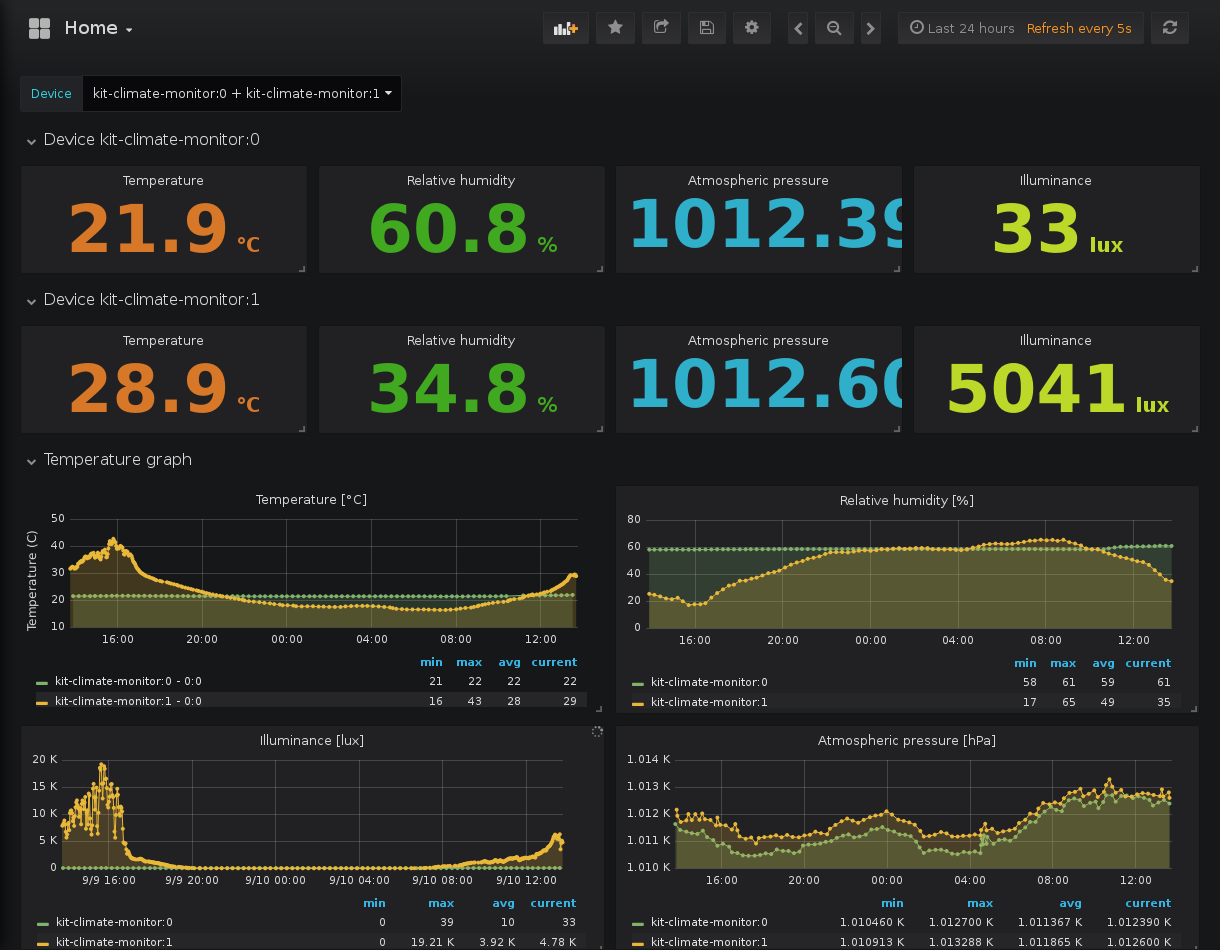 Home
Last 24 hours Refresh every 5s
Device kit-climate-monitor:0 + kit-climate-monitor:1
Device kit-climate-monitor:0
Temperature Relative humidity Atmospheric pressure Illuminance
21.9 °C 60.8 % 1012.39 33 lux
Device kit-climate-monitor:1
Temperature Relative humidity Atmospheric pressure Illuminance
28.9 °C 34.8 % 1012.60 5041 lux
Temperature graph
Temperature [°C]
Temperature (C)
50
40
30
20
10
16:00 20:00 00:00 04:00 08:00 12:00
min max avg current
kit-climate-monitor:0 - 0:0 21 22 22 22
kit-climate-monitor:1 - 0:0 16 43 28 29
Relative humidity [%]
80
60
40
20
0
16:00 20:00 00:00 04:00 08:00 12:00
min max avg current
kit-climate-monitor:0 58 61 59 61
kit-climate-monitor:1 17 65 49 35
Illuminance [lux]
20 K
15 K
10 K
5 K
0
9/9 16:00 9/9 20:00 9/10 00:00 9/10 04:00 9/10 08:00 9/10 12:00
min max avg current
kit-climate-monitor:0 0 39 10 33
kit-climate-monitor:1 0 19.21 K 3.92 K 4.78 K
Atmospheric pressure [hPa]
1.014 K
1.013 K
1.012 K
1.011 K
1.010 K
16:00 20:00 00:00 04:00 08:00 12:00
min max avg current
kit-climate-monitor:0 1.010460 K 1.012700 K 1.011367 K 1.012390 K
kit-climate-monitor:1 1.010913 K 1.013288 K 1.011865 K 1.012600 K